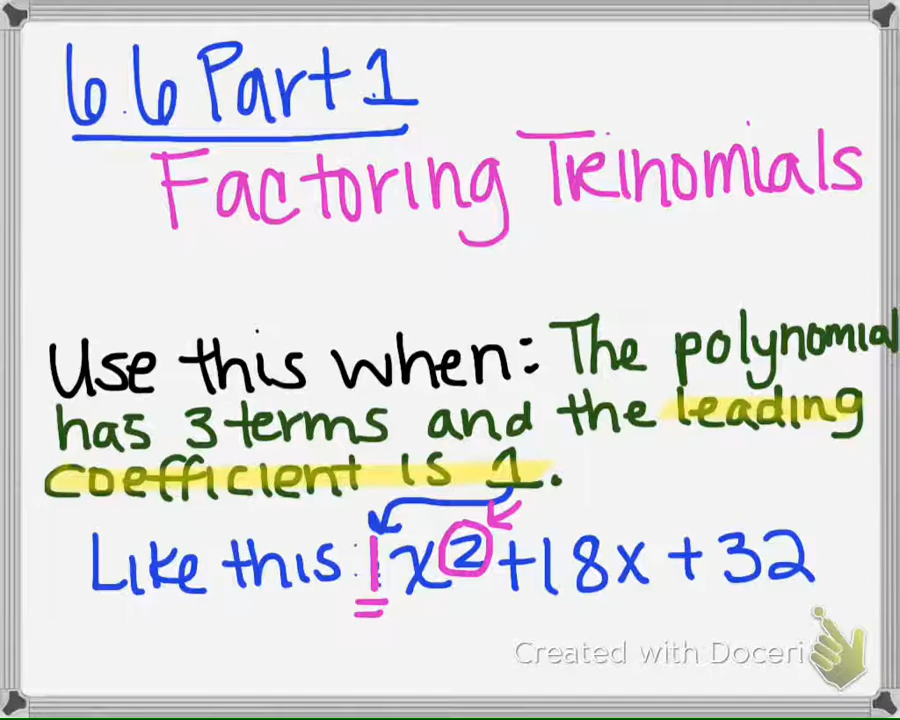 6.6 Part 1
Factoring Trinomials
Use this when: The polynomial
has 3 terms and the leading
coefficient is 1.
Like this 1x²+18x+32
Created with Doceri